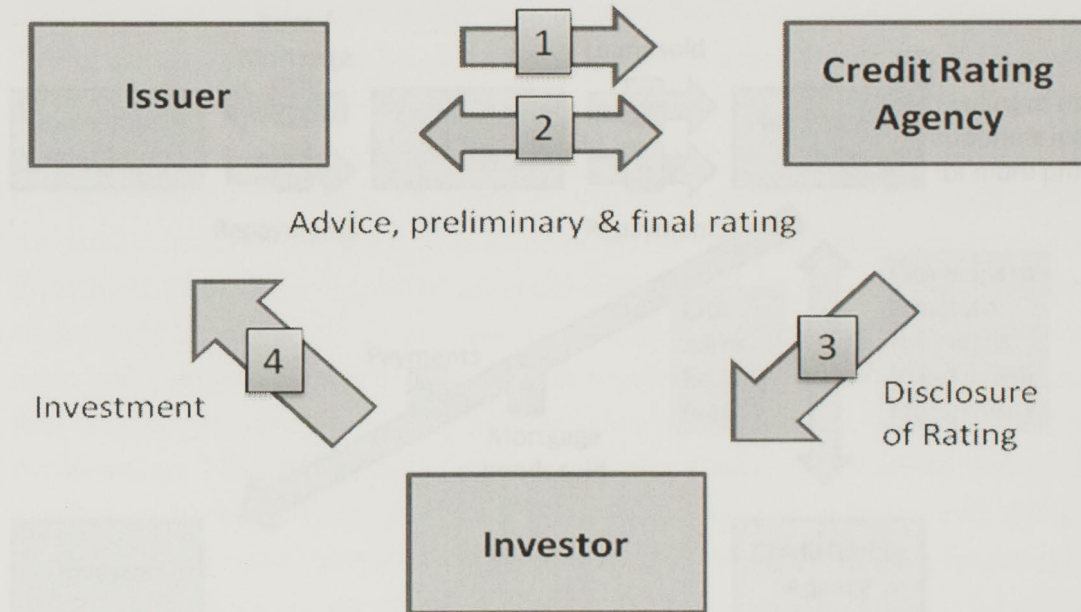 1
Issuer
Credit Rating
Agency
2
Advice, preliminary & final rating
4
3
Investment
Disclosure
of Rating
Investor